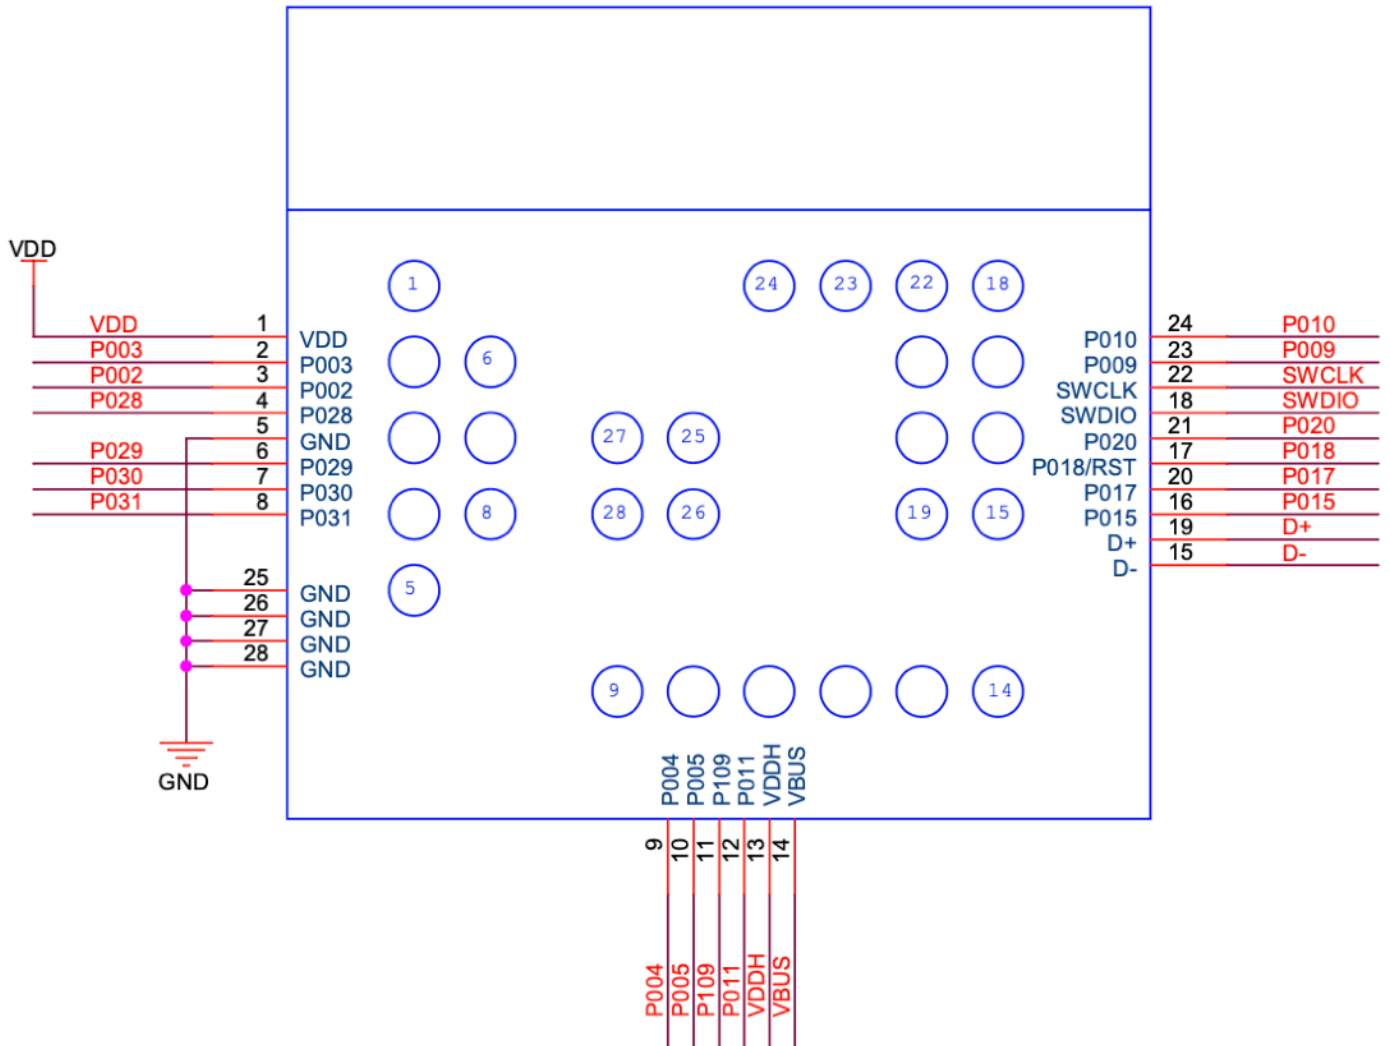 VDD
VDD 1 VDD
P003 2 P003
P002 3 P002
P028 4 P028
5 GND
P029 6 P029
P030 7 P030
P031 8 P031
25 GND
26 GND
27 GND
28 GND
GND
1 24 23 22 18
6
27 25
8 28 26 19 15
5
9 14
P010 24 P010
P009 23 P009
SWCLK 22 SWCLK
SWDIO 18 SWDIO
P020 21 P020
P018/RST 17 P018
P017 20 P017
P015 16 P015
D+ 19 D+
D- 15 D-
P004 9 P004
P005 10 P005
P109 11 P109
P011 12 P011
VDDH 13 VDDH
VBUS 14 VBUS